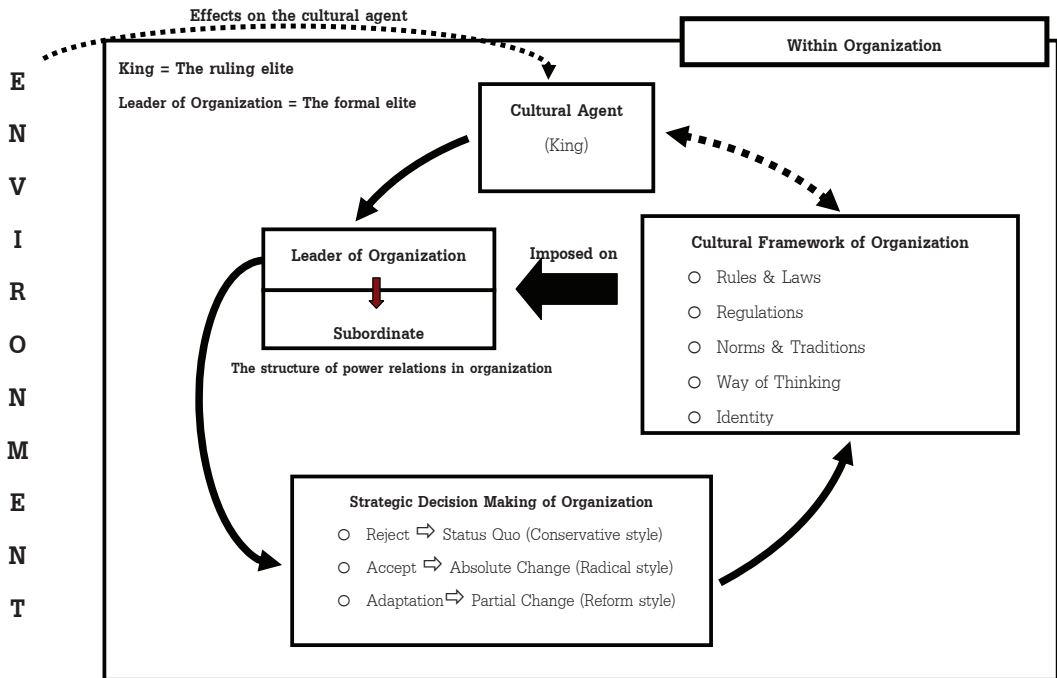 Effects on the cultural agent
Within Organization
ENVIRONMENT
King = The ruling elite
Leader of Organization = The formal elite
Cultural Agent
(King)
Leader of Organization
Subordinate
The structure of power relations in organization
Imposed on
Cultural Framework of Organization
Rules & Laws
Regulations
Norms & Traditions
Way of Thinking
Identity
Strategic Decision Making of Organization
Reject ⇨ Status Quo (Conservative style)
Accept ⇨ Absolute Change (Radical style)
Adaptation ⇨ Partial Change (Reform style)